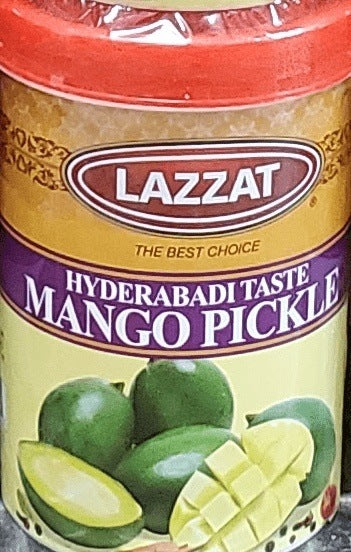 LAZZAT
®
THE BEST CHOICE
HYDERABADI TASTE
MANGO PICKLE